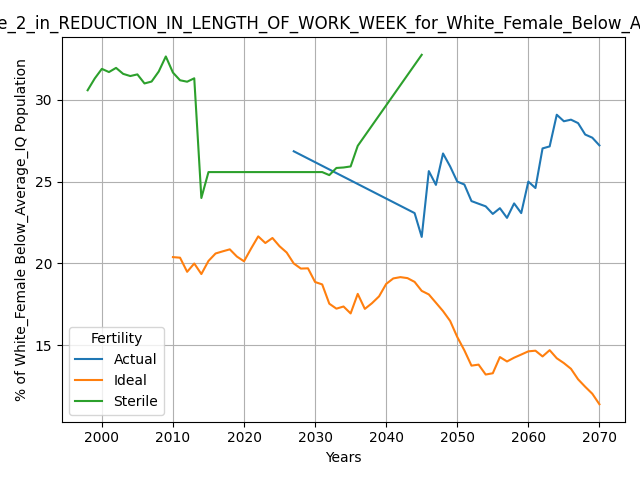 e_2_in_REDUCTION_IN_LENGTH_OF_WORK_WEEK_for_White_Female_Below_A
% of White_Female Below_Average_IQ Population
30
25
20
15
Fertility
Actual
Ideal
Sterile
2000 2010 2020 2030 2040 2050 2060 2070
Years